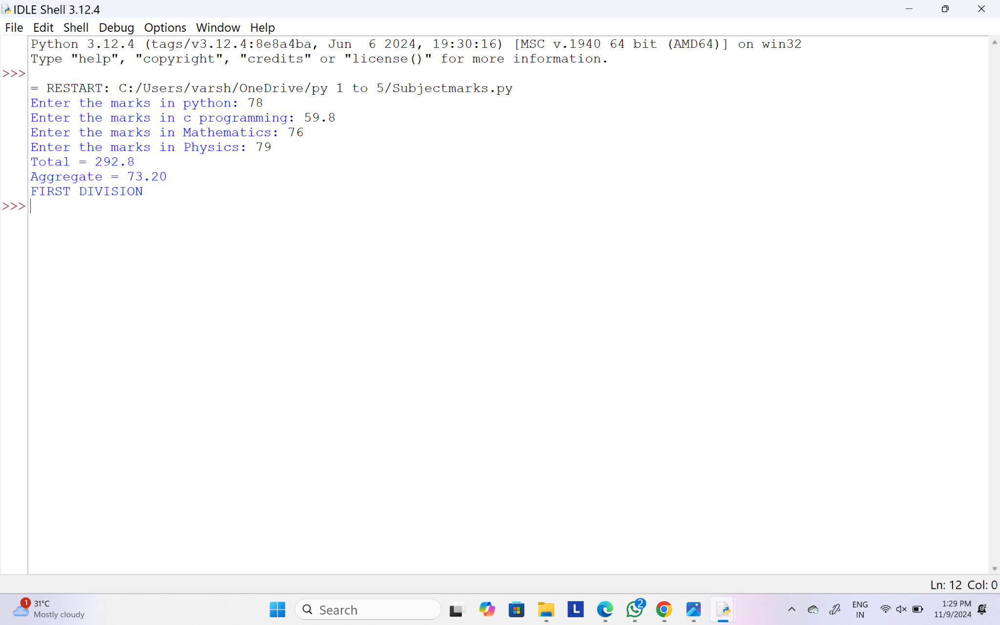 IDLE Shell 3.12.4
File Edit Shell Debug Options Window Help
Python 3.12.4 (tags/v3.12.4:8e8a4ba, Jun  6 2024, 19:30:16) [MSC v.1940 64 bit (AMD64)] on win32
Type "help", "copyright", "credits" or "license()" for more information.
>>>
= RESTART: C:/Users/varsh/OneDrive/py 1 to 5/Subjectmarks.py
Enter the marks in python: 78
Enter the marks in c programming: 59.8
Enter the marks in Mathematics: 76
Enter the marks in Physics: 79
Total = 292.8
Aggregate = 73.20
FIRST DIVISION
>>>
Ln: 12 Col: 0
1
31°C
Mostly cloudy
Search
L
2
ENG
IN
1:29 PM
11/9/2024